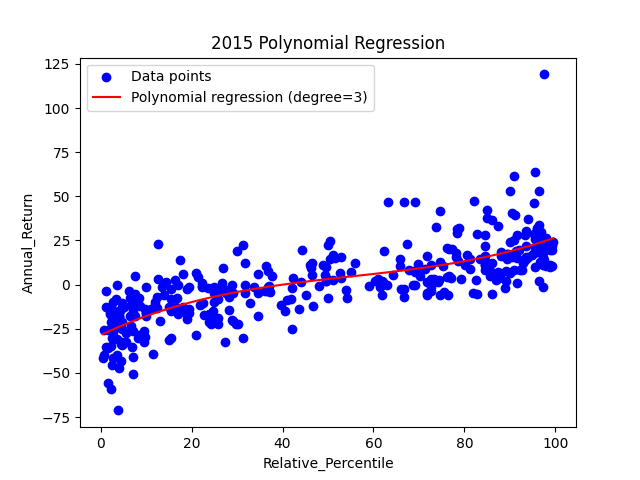 2015 Polynomial Regression
Data points
Polynomial regression (degree=3)
125
100
75
50
25
0
−25
−50
−75
Annual_Return
0 20 40 60 80 100
Relative_Percentile